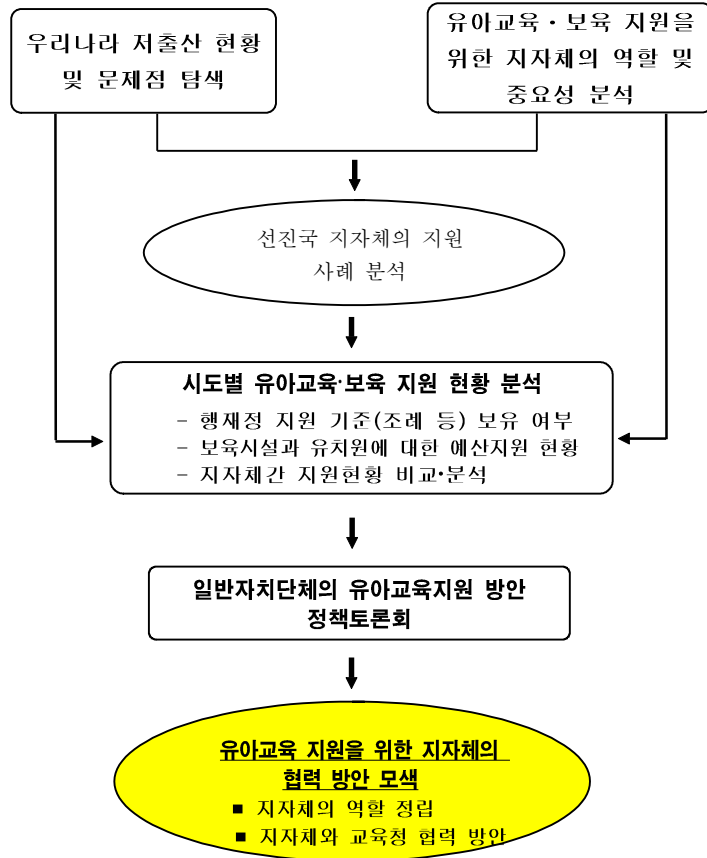 우리나라 저출산 현황
및 문제점 탐색
유아교육·보육 지원을
위한 지자체의 역할 및
중요성 분석
선진국 지자체의 지원
사례 분석
시도별 유아교육·보육 지원 현황 분석
- 행재정 지원 기준(조례 등) 보유 여부
- 보육시설과 유치원에 대한 예산지원 현황
- 지자체간 지원현황 비교·분석
일반자치단체의 유아교육지원 방안
정책토론회
유아교육 지원을 위한 지자체의
협력 방안 모색
■ 지자체의 역할 정립
■ 지자체와 교육청 협력 방안